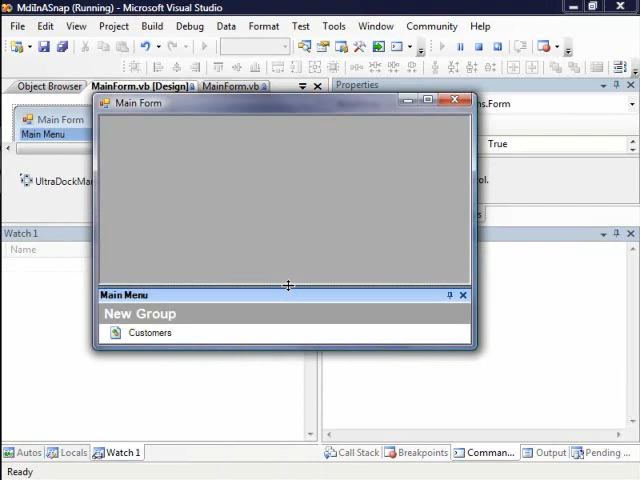 MdiInASnap (Running) - Microsoft Visual Studio
File Edit View Project Build Debug Data Format Test Tools Window Community Help
Object Browser MainForm.vb [Design] MainForm.vb Properties
Main Form
Main Form ns.Form
Main Menu True
UltraDockMa ol.
s
Watch 1
Name
Main Menu
New Group
Customers
Autos Locals Watch 1 Call Stack Breakpoints Comman... Output Pending ...
Ready